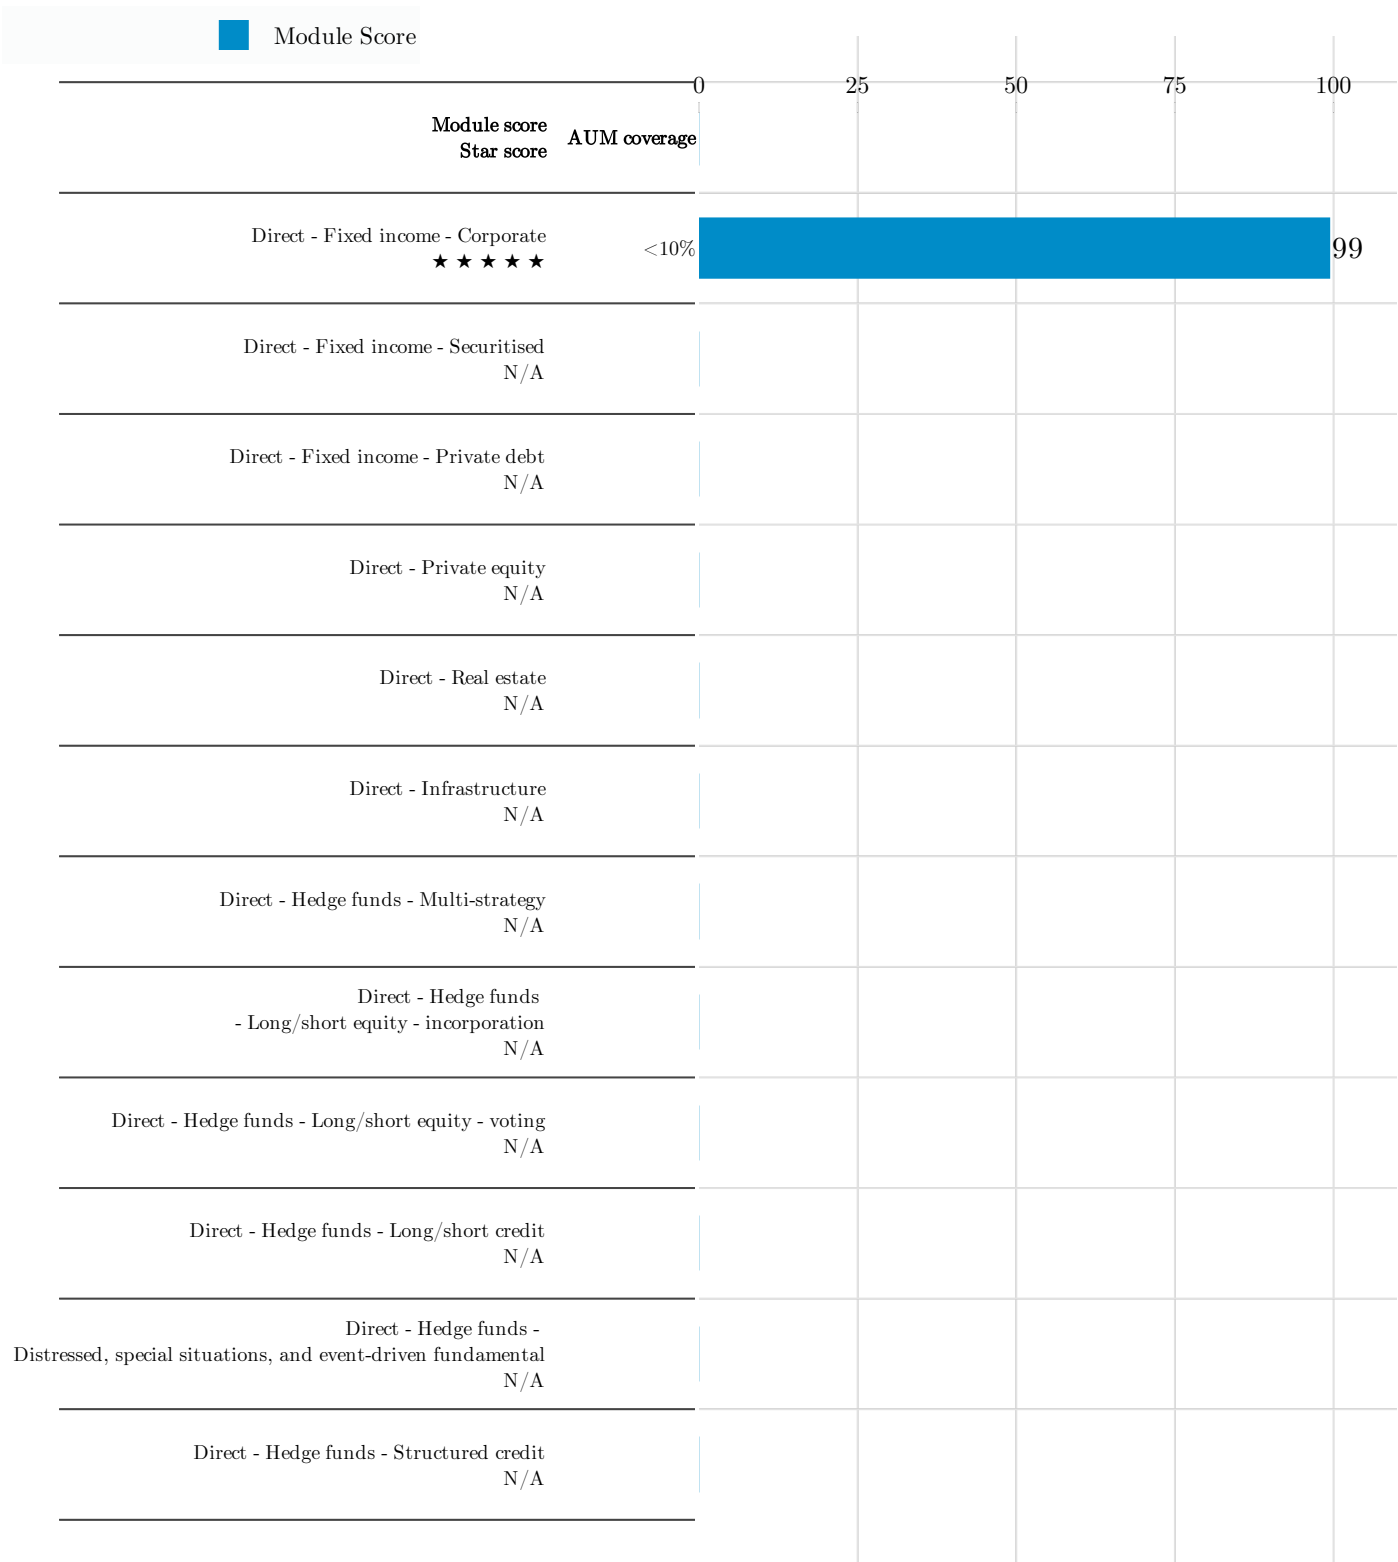 Module Score
0 25 50 75 100
Module score
Star score
AUM coverage
Direct - Fixed income - Corporate
★ ★ ★ ★ ★
<10%
99
Direct - Fixed income - Securitised
N/A
Direct - Fixed income - Private debt
N/A
Direct - Private equity
N/A
Direct - Real estate
N/A
Direct - Infrastructure
N/A
Direct - Hedge funds - Multi-strategy
N/A
Direct - Hedge funds
- Long/short equity - incorporation
N/A
Direct - Hedge funds - Long/short equity - voting
N/A
Direct - Hedge funds - Long/short credit
N/A
Direct - Hedge funds -
Distressed, special situations, and event-driven fundamental
N/A
Direct - Hedge funds - Structured credit
N/A